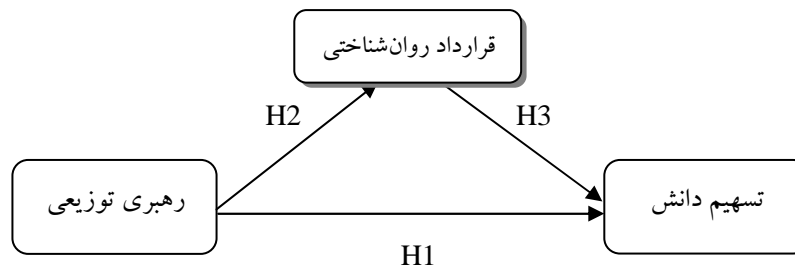 قرارداد روان‌شناختی
H2
H3
رهبری توزیعی
تسهیم دانش
H1